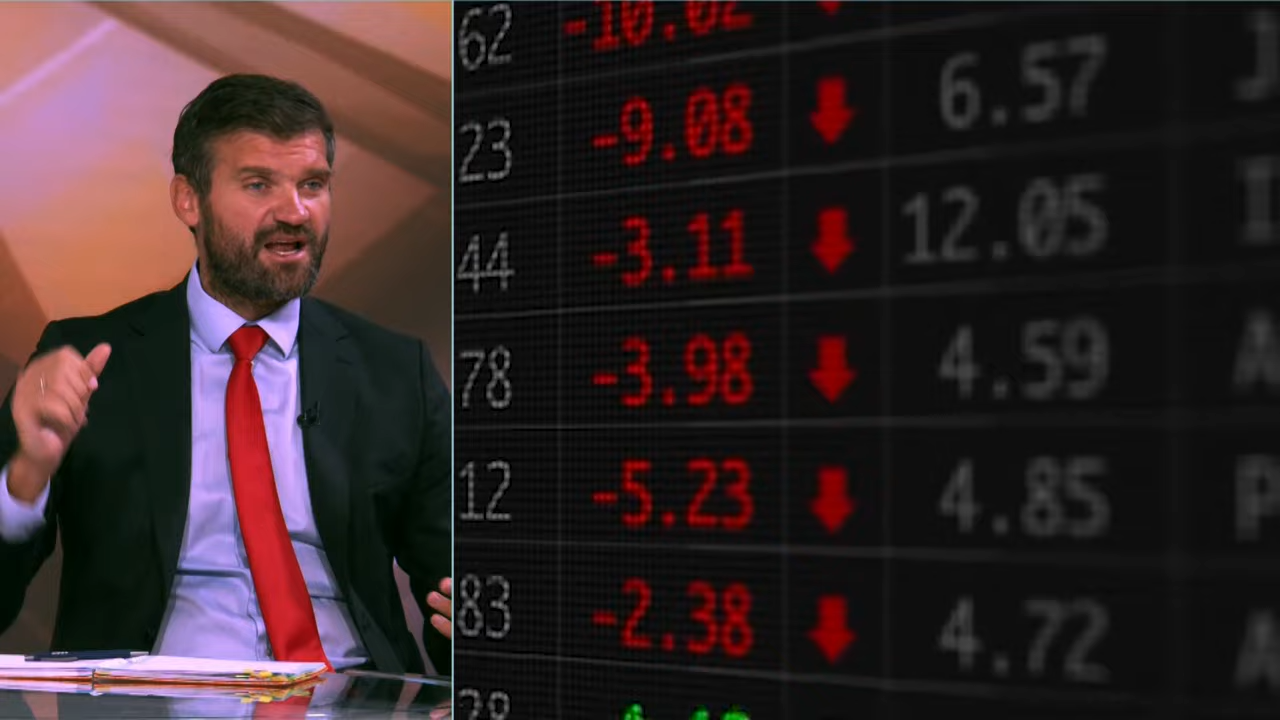 62 -10.02
23 -9.08 6.57
44 -3.11 12.05
78 -3.98 4.59
12 -5.23 4.85
83 -2.38 4.72